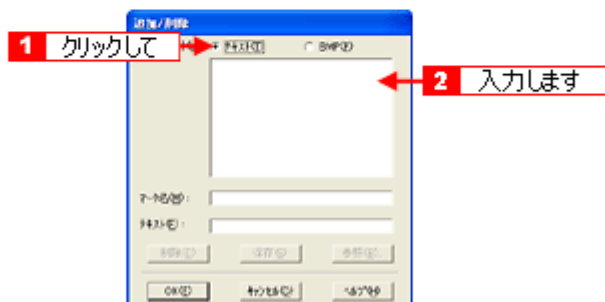 追加/削除
1 クリックして
テキスト(T) BMP(P)
2 入力します
マーク名(M) :
テキスト(E) :
削除(D) 保存(S) 参照(R)...
OK(O) キャンセル(C) ヘルプ(H)